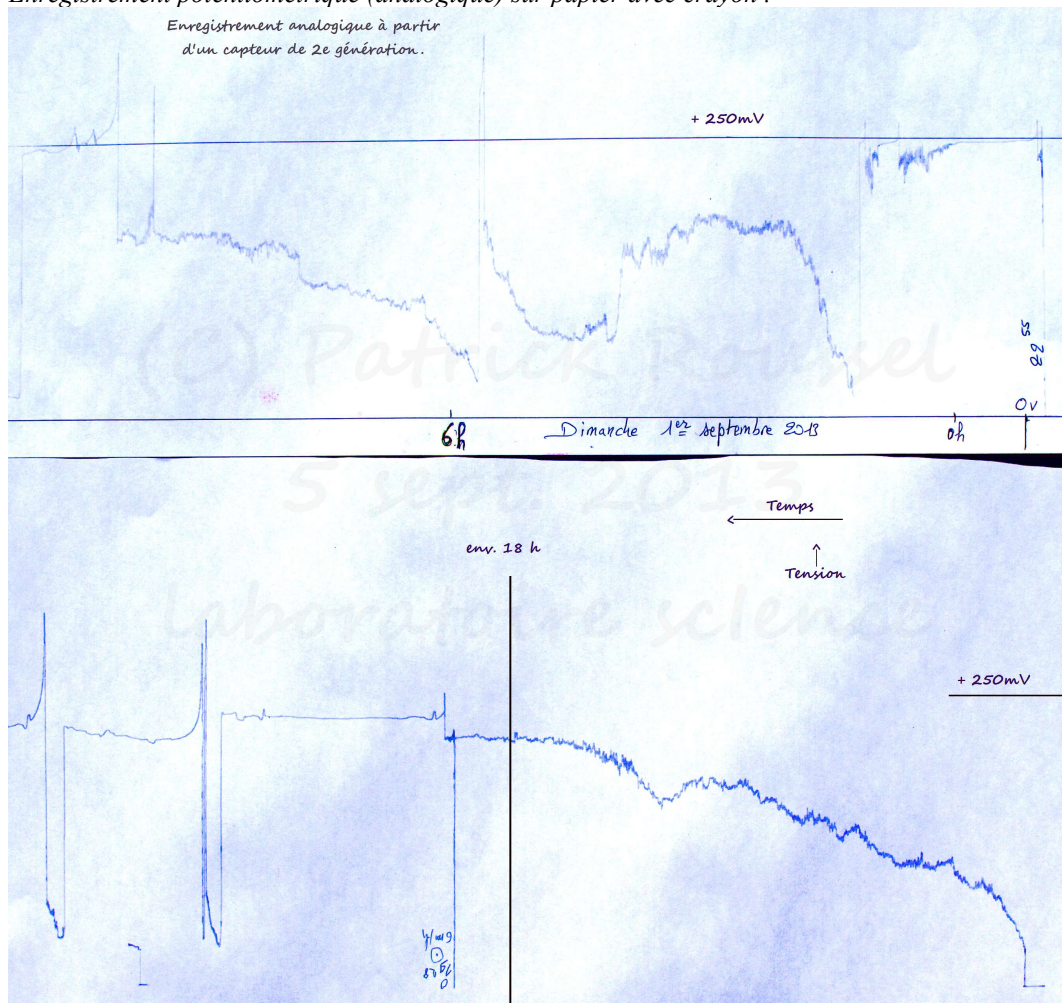 Enregistrement potentiométrique (analogique) sur papier avec crayon :
Enregistrement analogique à partir
d'un capteur de 2e génération.
+ 250mV
(C) Patrick Roussel
0v
6h
Dimanche 1er septembre 2013
0h
5 sept. 2013
Temps
env. 18 h
Tension
laboratoire science
+ 250mV